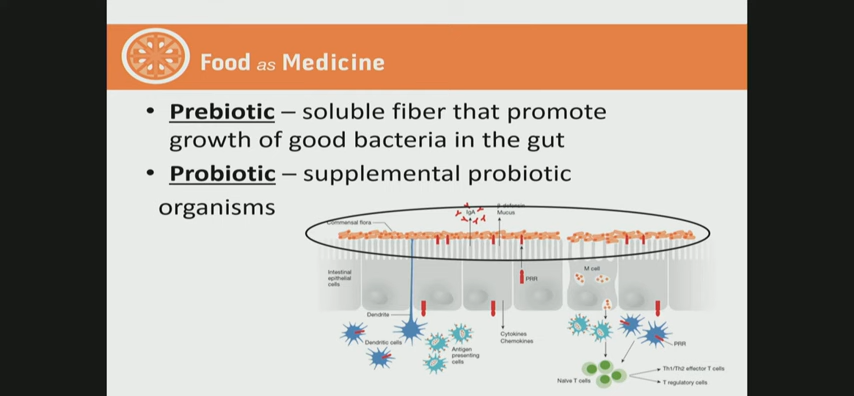 Food as Medicine
• Prebiotic – soluble fiber that promote
growth of good bacteria in the gut
• Probiotic – supplemental probiotic
organisms
Commensal flora
IgA
β-defensin
Mucus
Intestinal
epithelial
cells
PRR
M cell
Dendrite
Dendritic cells
Antigen
presenting
cells
Cytokines
Chemokines
PRR
Naïve T cells
Th1/Th2 effector T cells
T regulatory cells